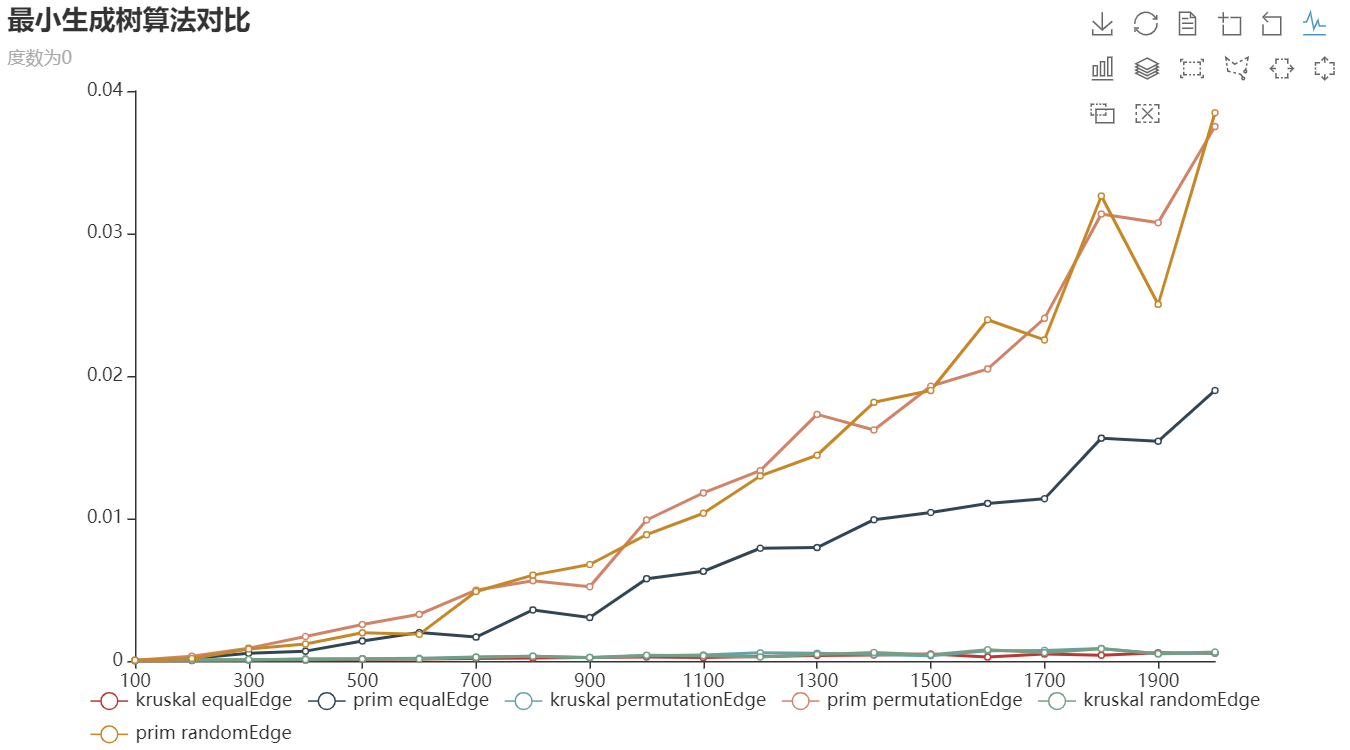 最小生成树算法对比
度数为0
0.04
0.03
0.02
0.01
0
100 300 500 700 900 1100 1300 1500 1700 1900
kruskal equalEdge prim equalEdge kruskal permutationEdge prim permutationEdge kruskal randomEdge
prim randomEdge